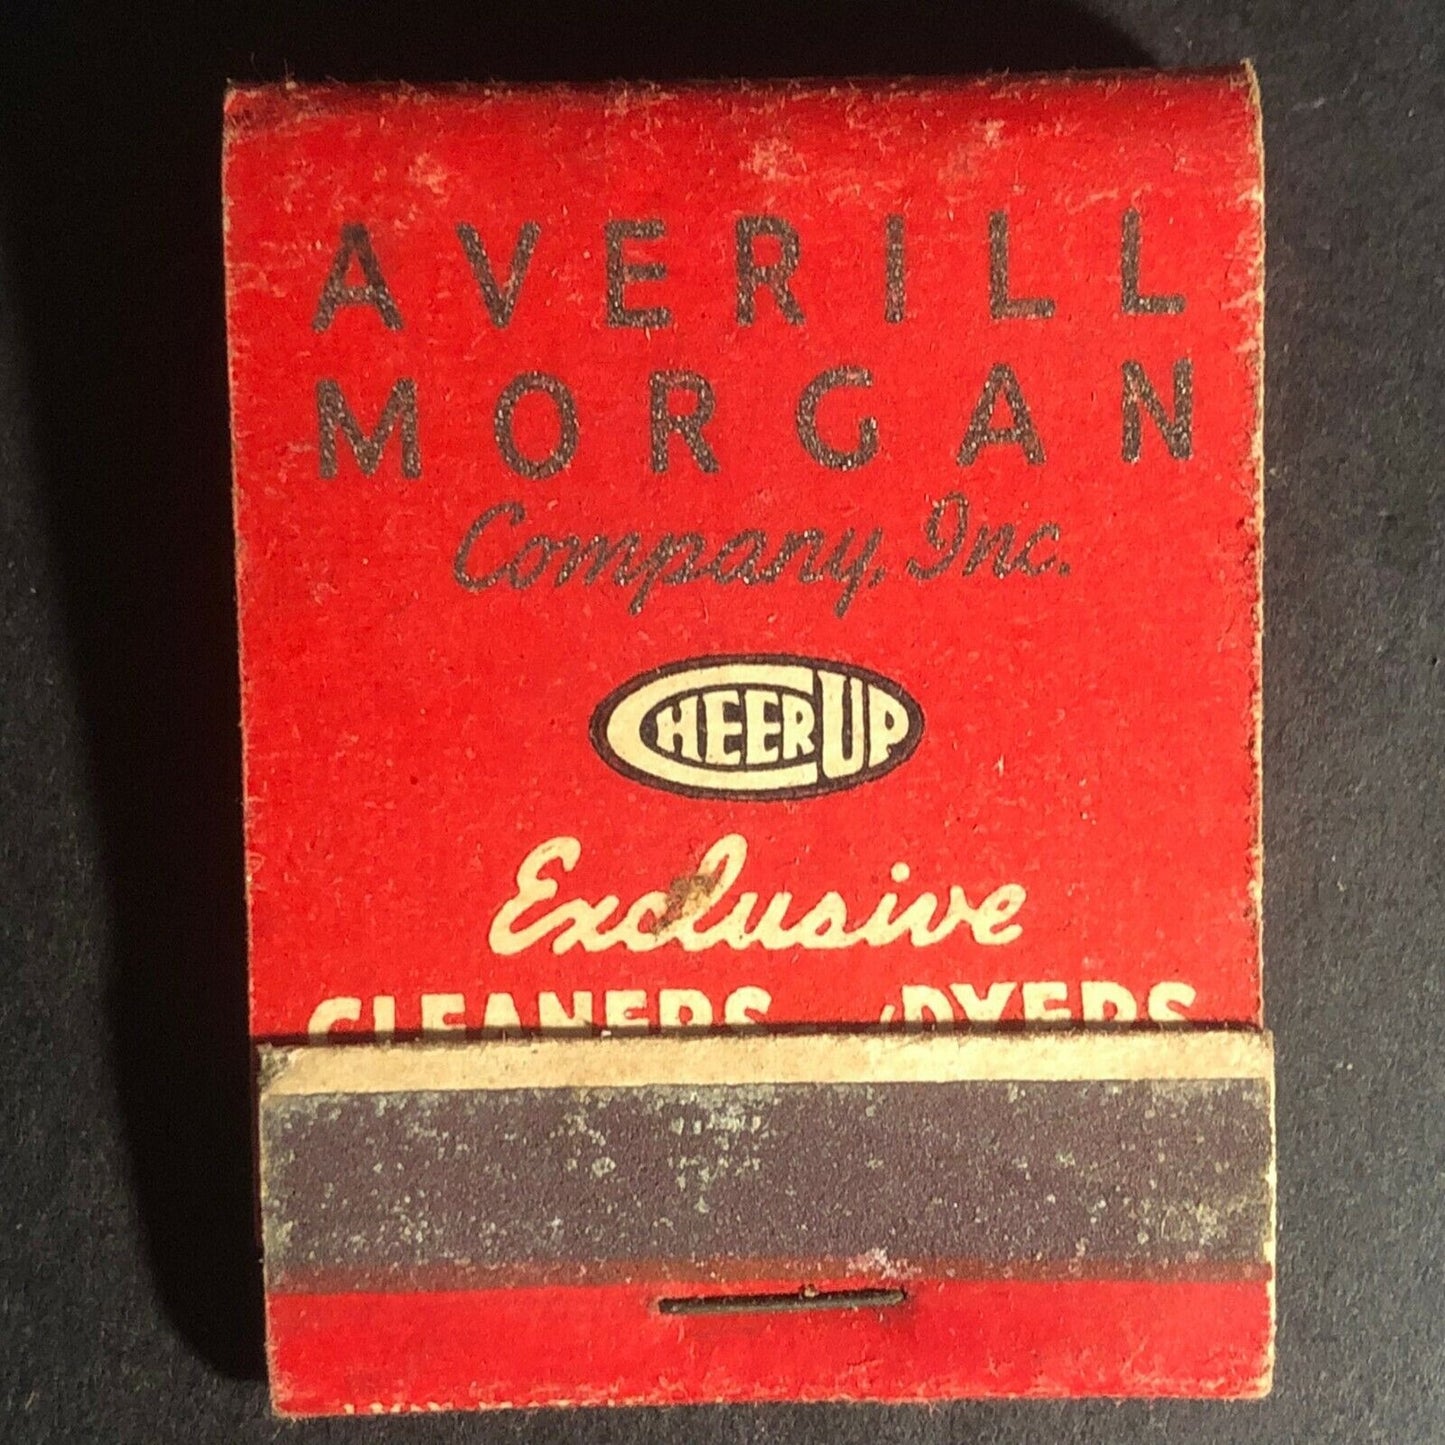 AVERILL
MORGAN
Company, Inc.
CHEER UP
Exclusive
CLEANERS DYERS